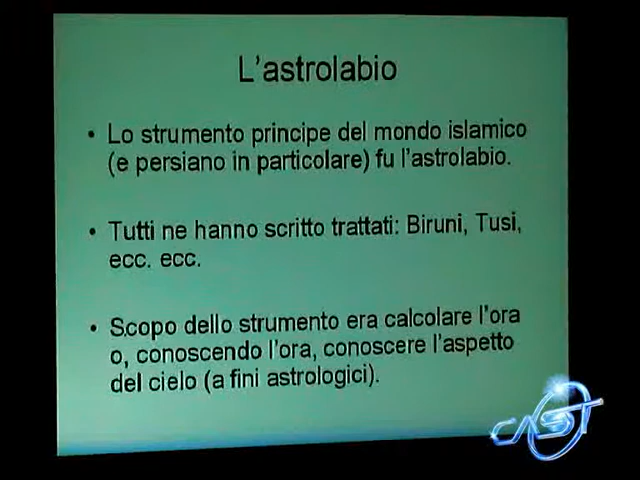 L'astrolabio
• Lo strumento principe del mondo islamico
(e persiano in particolare) fu l'astrolabio.
• Tutti ne hanno scritto trattati: Biruni, Tusi,
ecc. ecc.
• Scopo dello strumento era calcolare l'ora
o, conoscendo l'ora, conoscere l'aspetto
del cielo (a fini astrologici).
CAST